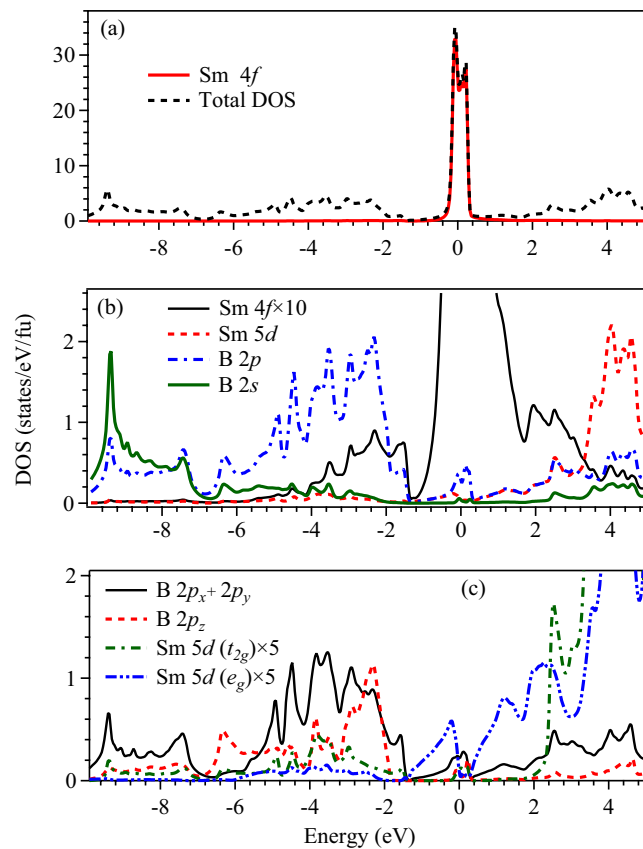 (a)
Sm 4f
Total DOS
30
20
10
0
-8 -6 -4 -2 0 2 4
(b)
Sm 4f×10
Sm 5d
B 2p
B 2s
DOS (states/eV/fu)
2
1
0
-8 -6 -4 -2 0 2 4
(c)
B 2px+ 2py
B 2pz
Sm 5d (t2g)×5
Sm 5d (eg)×5
2
1
0
-8 -6 -4 -2 0 2 4
Energy (eV)